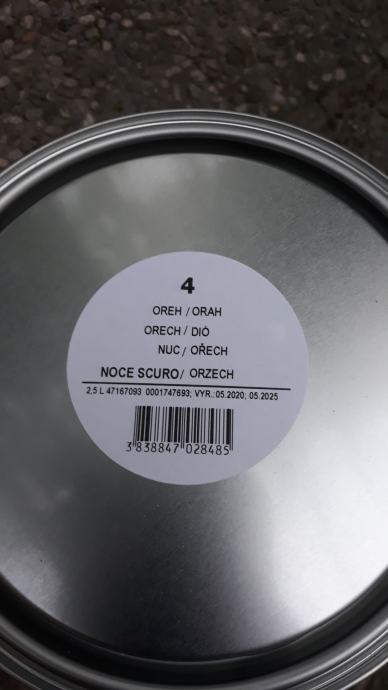 4
OREH / ORAH
ORECH / DIÓ
NUC / OŘECH
NOCE SCURO/ ORZECH
2,5 L 47167093 0001747693; VYR.:05.2020; 05.2025
3 838847 028485